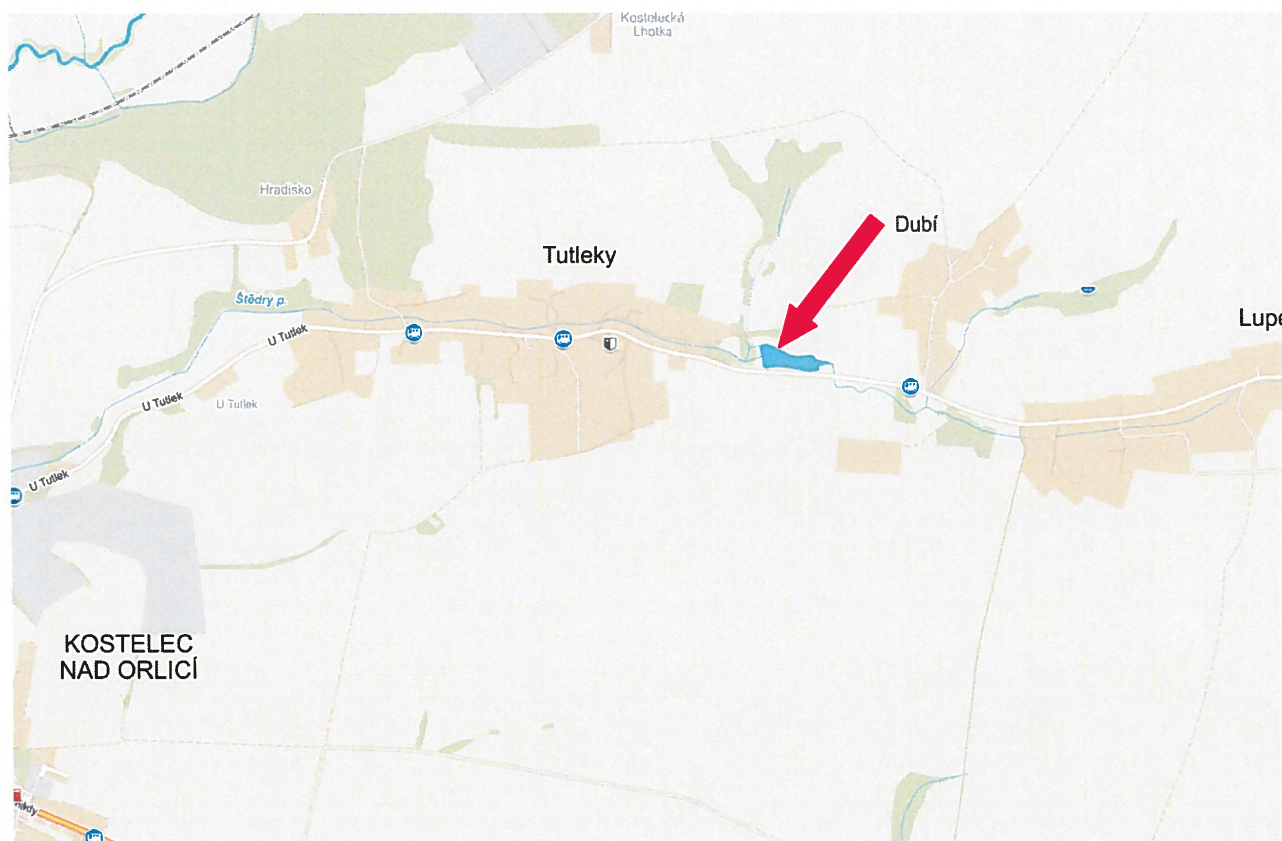 Kostelecká
Lhotka
Hradisko
Dubí
Tutleky
Štědrý p.
Lupe
U Tutlek
U Tutlek
U Tutlek
U Tutlek
KOSTELEC
NAD ORLICÍ